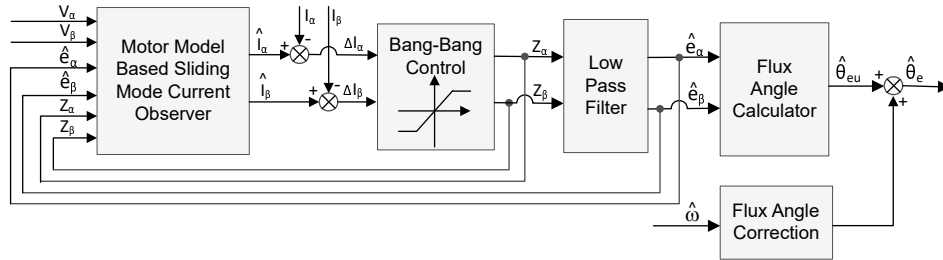 Vα
Vβ
êα
êβ
Zα
Zβ
Motor Model
Based Sliding
Mode Current
Observer
Îα
Îβ
Iα
Iβ
+
-
+
-
ΔIα
ΔIβ
Bang-Bang
Control
Zα
Zβ
Low
Pass
Filter
êα
êβ
Flux
Angle
Calculator
θ̂eu
+
+
θ̂e
ω̂
Flux Angle
Correction